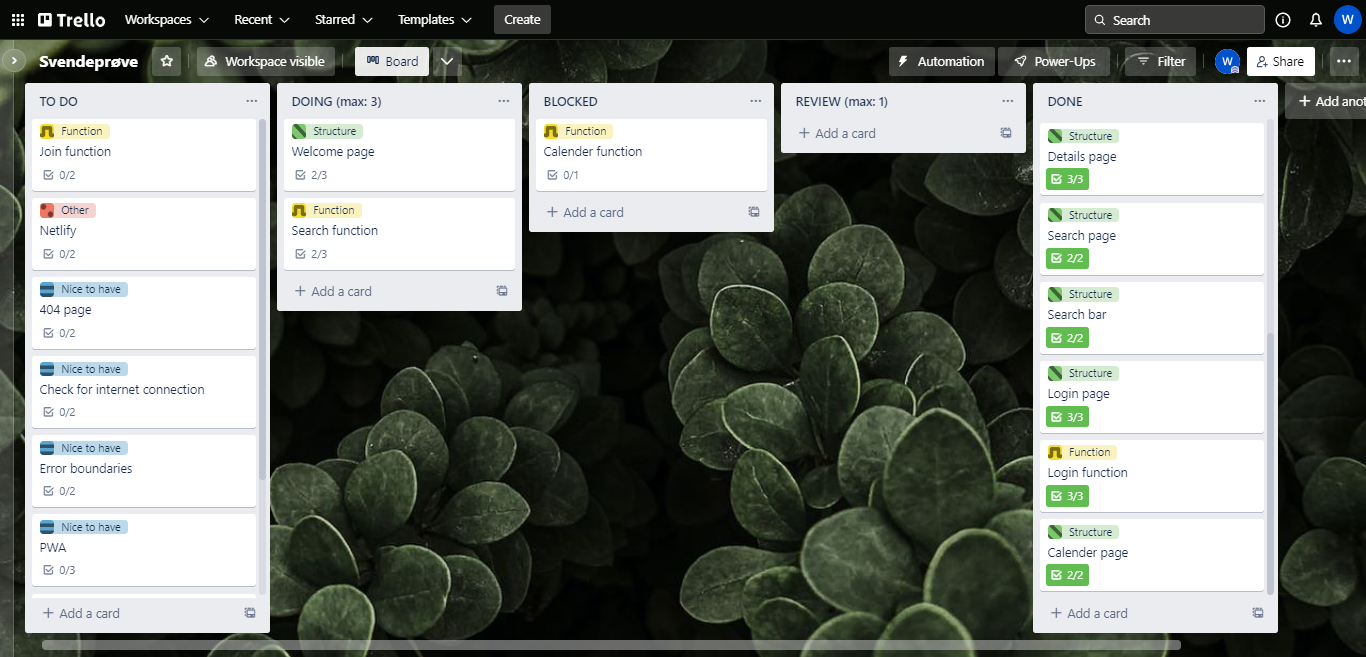 Trello
Workspaces
Recent
Starred
Templates
Create
Search
W
Svendeprøve
Workspace visible
Board
Automation
Power-Ups
Filter
W
Share
TO DO
Function
Join function
0/2
Other
Netlify
0/2
Nice to have
404 page
0/2
Nice to have
Check for internet connection
0/2
Nice to have
Error boundaries
0/2
Nice to have
PWA
0/3
+ Add a card
DOING (max: 3)
Structure
Welcome page
2/3
Function
Search function
2/3
+ Add a card
BLOCKED
Function
Calender function
0/1
+ Add a card
REVIEW (max: 1)
+ Add a card
DONE
Structure
Details page
3/3
Structure
Search page
2/2
Structure
Search bar
2/2
Structure
Login page
3/3
Function
Login function
3/3
Structure
Calender page
2/2
+ Add a card
+ Add anot